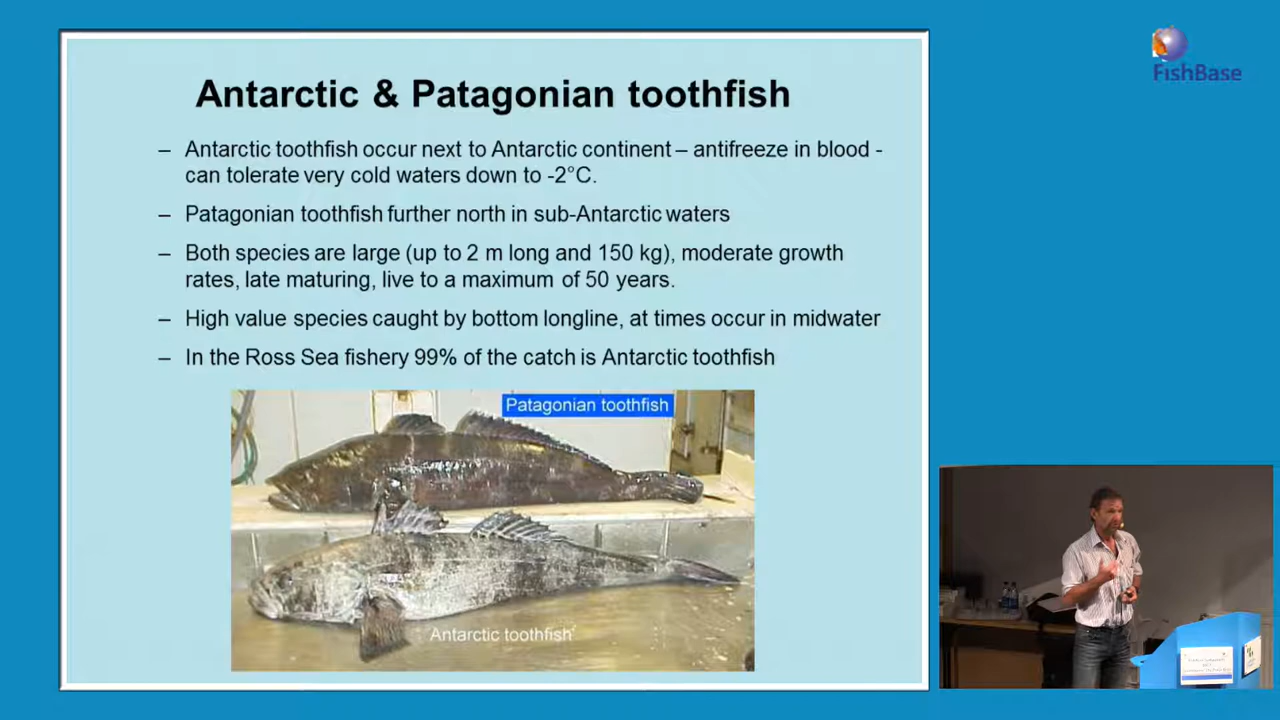 FishBase
Antarctic & Patagonian toothfish
– Antarctic toothfish occur next to Antarctic continent – antifreeze in blood -
can tolerate very cold waters down to -2°C.
– Patagonian toothfish further north in sub-Antarctic waters
– Both species are large (up to 2 m long and 150 kg), moderate growth
rates, late maturing, live to a maximum of 50 years.
– High value species caught by bottom longline, at times occur in midwater
– In the Ross Sea fishery 99% of the catch is Antarctic toothfish
Patagonian toothfish
Antarctic toothfish